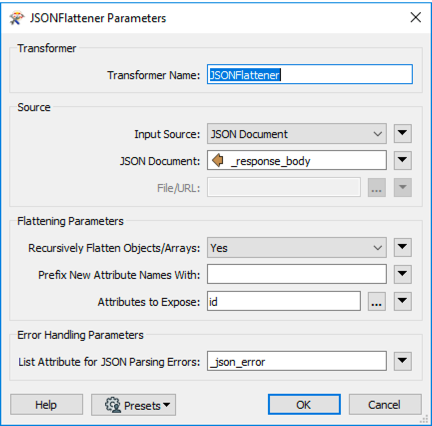 JSONFlattener Parameters
Transformer
Transformer Name: JSONFlattener
Source
Input Source: JSON Document
JSON Document: _response_body
File/URL: ...
Flattening Parameters
Recursively Flatten Objects/Arrays: Yes
Prefix New Attribute Names With:
Attributes to Expose: id ...
Error Handling Parameters
List Attribute for JSON Parsing Errors: _json_error
Help Presets OK Cancel